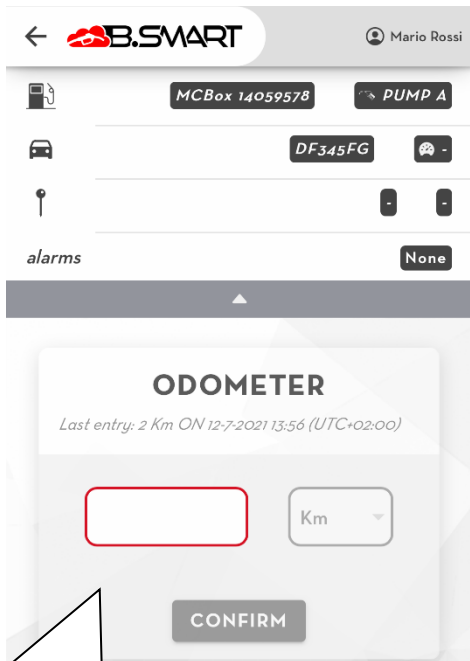 B.SMART Mario Rossi
MCBox 14059578 PUMP A
DF345FG -
- -
alarms None
ODOMETER
Last entry: 2 Km ON 12-7-2021 13:56 (UTC+02:00)
Km
CONFIRM